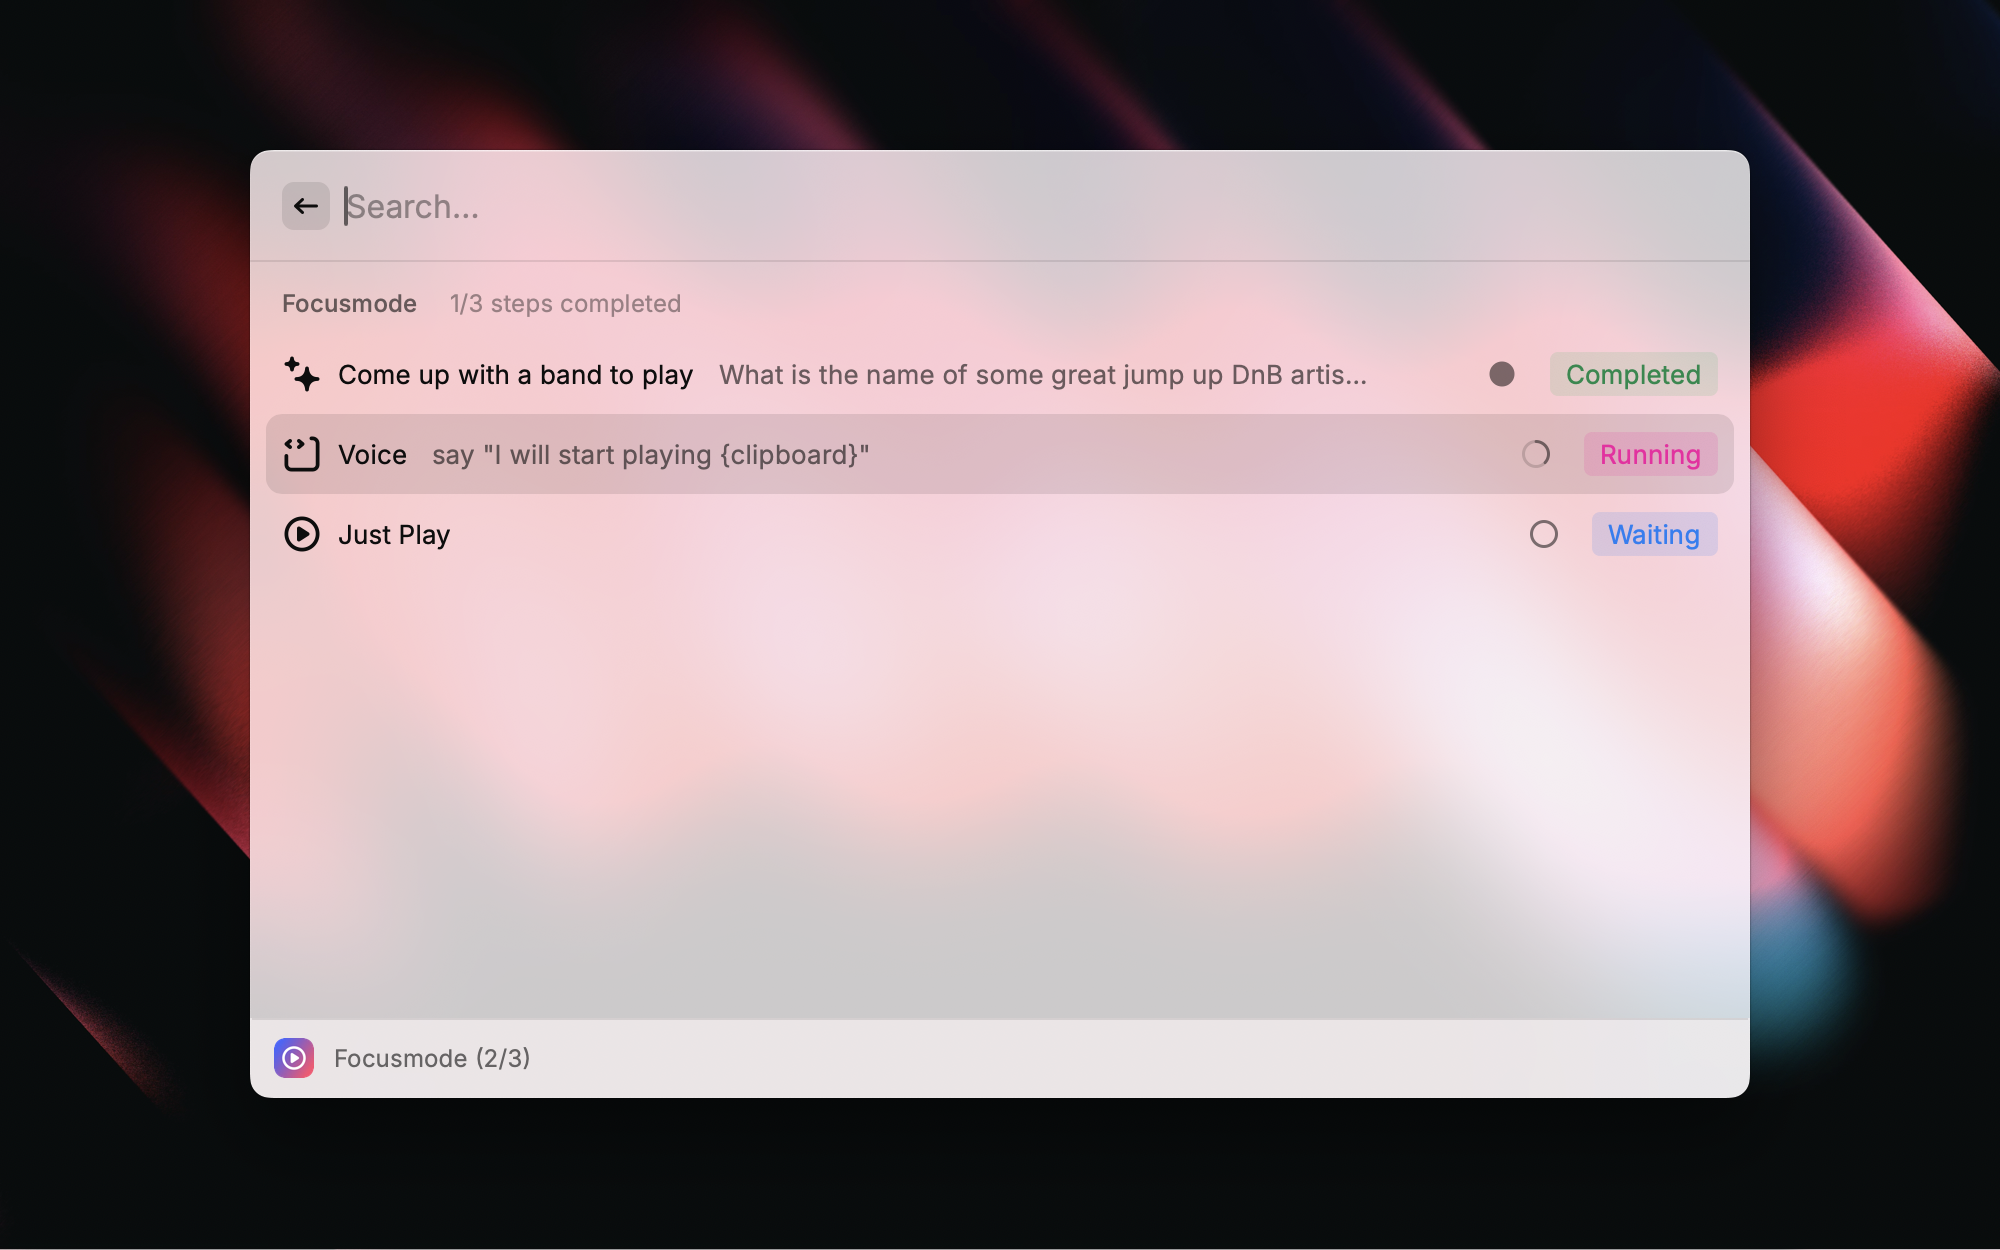 Search...
Focusmode 1/3 steps completed
Come up with a band to play What is the name of some great jump up DnB artis... Completed
Voice say "I will start playing {clipboard}" Running
Just Play Waiting
Focusmode (2/3)